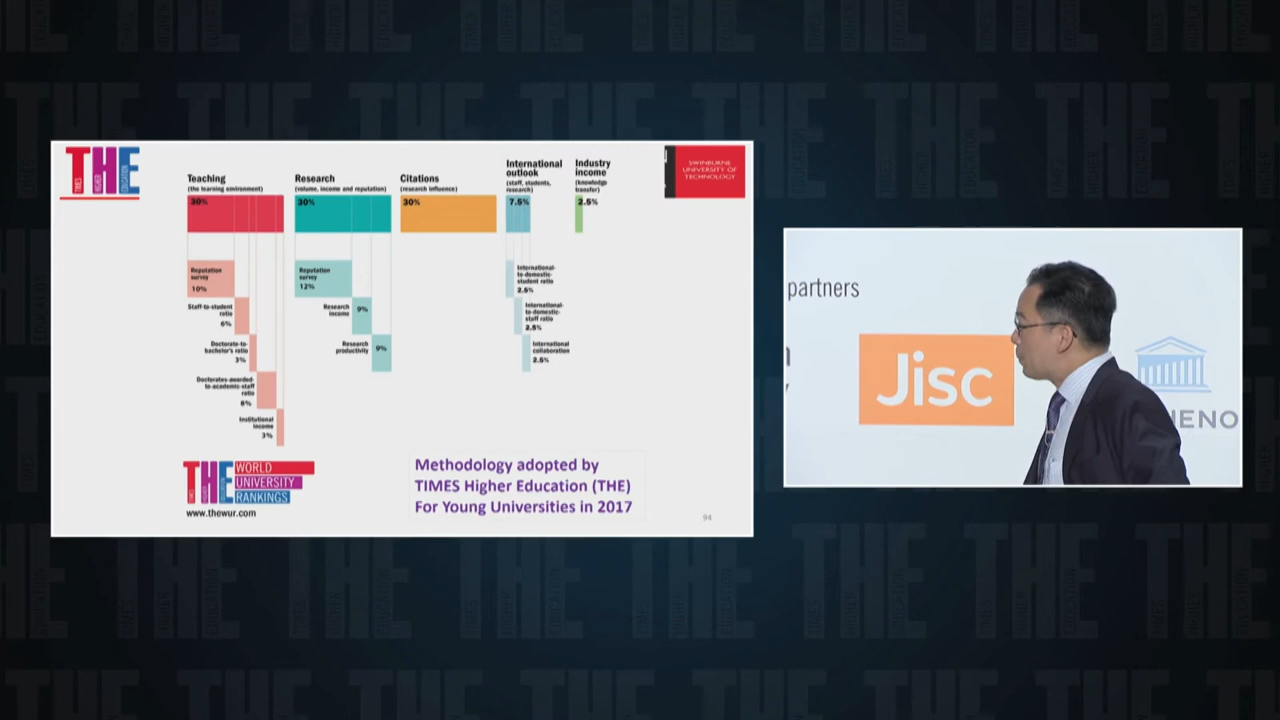 THE
TIMES
HIGHER
EDUCATION
SWINBURNE
UNIVERSITY OF
TECHNOLOGY
Teaching
(the learning environment)
30%
Reputation
survey
10%
Staff-to-student
ratio
6%
Doctorate-to-
bachelor's ratio
3%
Doctorates-awarded-
to-academic-staff
ratio
6%
Institutional
income
3%
Research
(volume, income and reputation)
30%
Reputation
survey
12%
Research
income
9%
Research
productivity
9%
Citations
(research influence)
30%
International
outlook
(staff, students,
research)
7.5%
International-
to-domestic-
student ratio
2.5%
International-
to-domestic-
staff ratio
2.5%
International
collaboration
2.5%
Industry
income
(knowledge
transfer)
2.5%
THE
WORLD
UNIVERSITY
RANKINGS
www.thewur.com
Methodology adopted by
TIMES Higher Education (THE)
For Young Universities in 2017
94
partners
Jisc
ENO